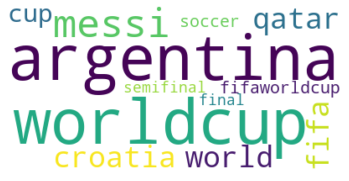 cup messi soccer qatar
argentina
semifinal fifaworldcup
final
worldcup fifa
croatia world